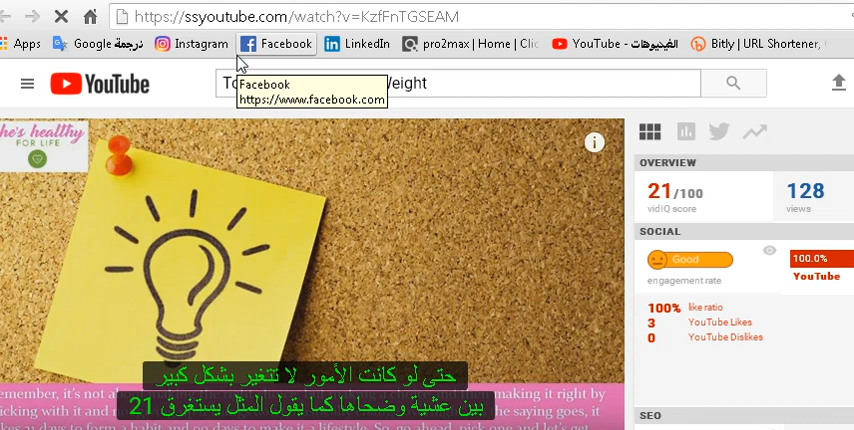 https://ssyoutube.com/watch?v=KzfFnTGSEAM
Apps
Google ترجمة
Instagram
Facebook
LinkedIn
pro2max | Home | Clic
YouTube - الفيديوهات
Bitly | URL Shortener,
YouTube
Facebook
https://www.facebook.com
he's healthy
FOR LIFE
i
OVERVIEW
21/100
vidIQ score
128
views
SOCIAL
Good
engagement rate
100.0%
YouTube
100% like ratio
3 YouTube Likes
0 YouTube Dislikes
SEO
حتى لو كانت الأمور لا تتغير بشكل كبير
بين عشية وضحاها كما يقول المثل يستغرق 21